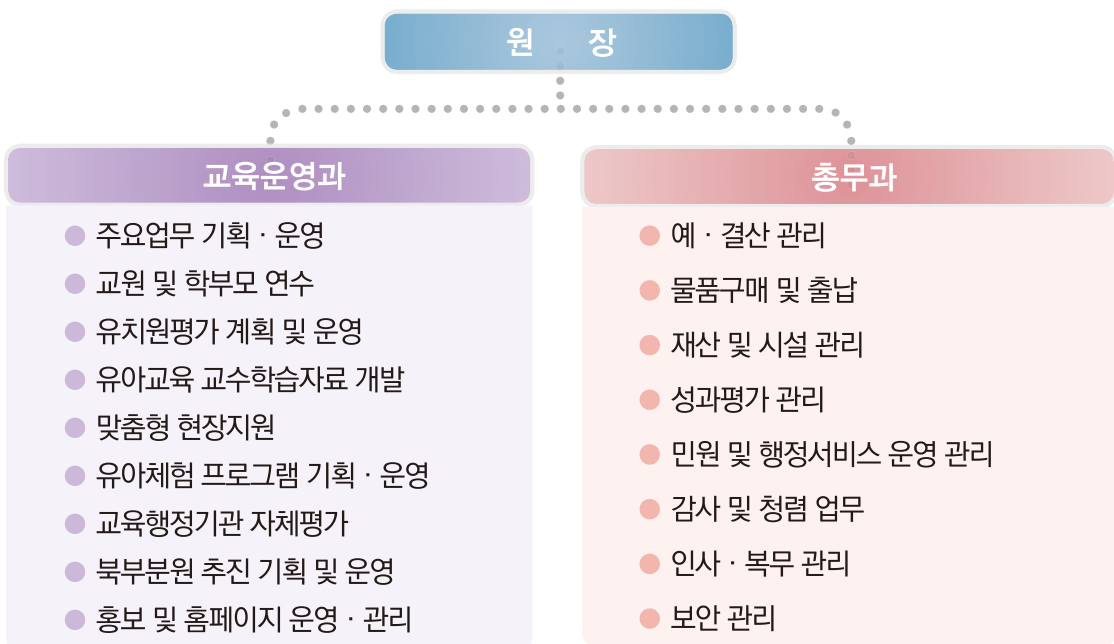 원 장
교육운영과
주요업무 기획 · 운영
교원 및 학부모 연수
유치원평가 계획 및 운영
유아교육 교수학습자료 개발
맞춤형 현장지원
유아체험 프로그램 기획 · 운영
교육행정기관 자체평가
북부분원 추진 기획 및 운영
홍보 및 홈페이지 운영 · 관리
총무과
예 · 결산 관리
물품구매 및 출납
재산 및 시설 관리
성과평가 관리
민원 및 행정서비스 운영 관리
감사 및 청렴 업무
인사 · 복무 관리
보안 관리